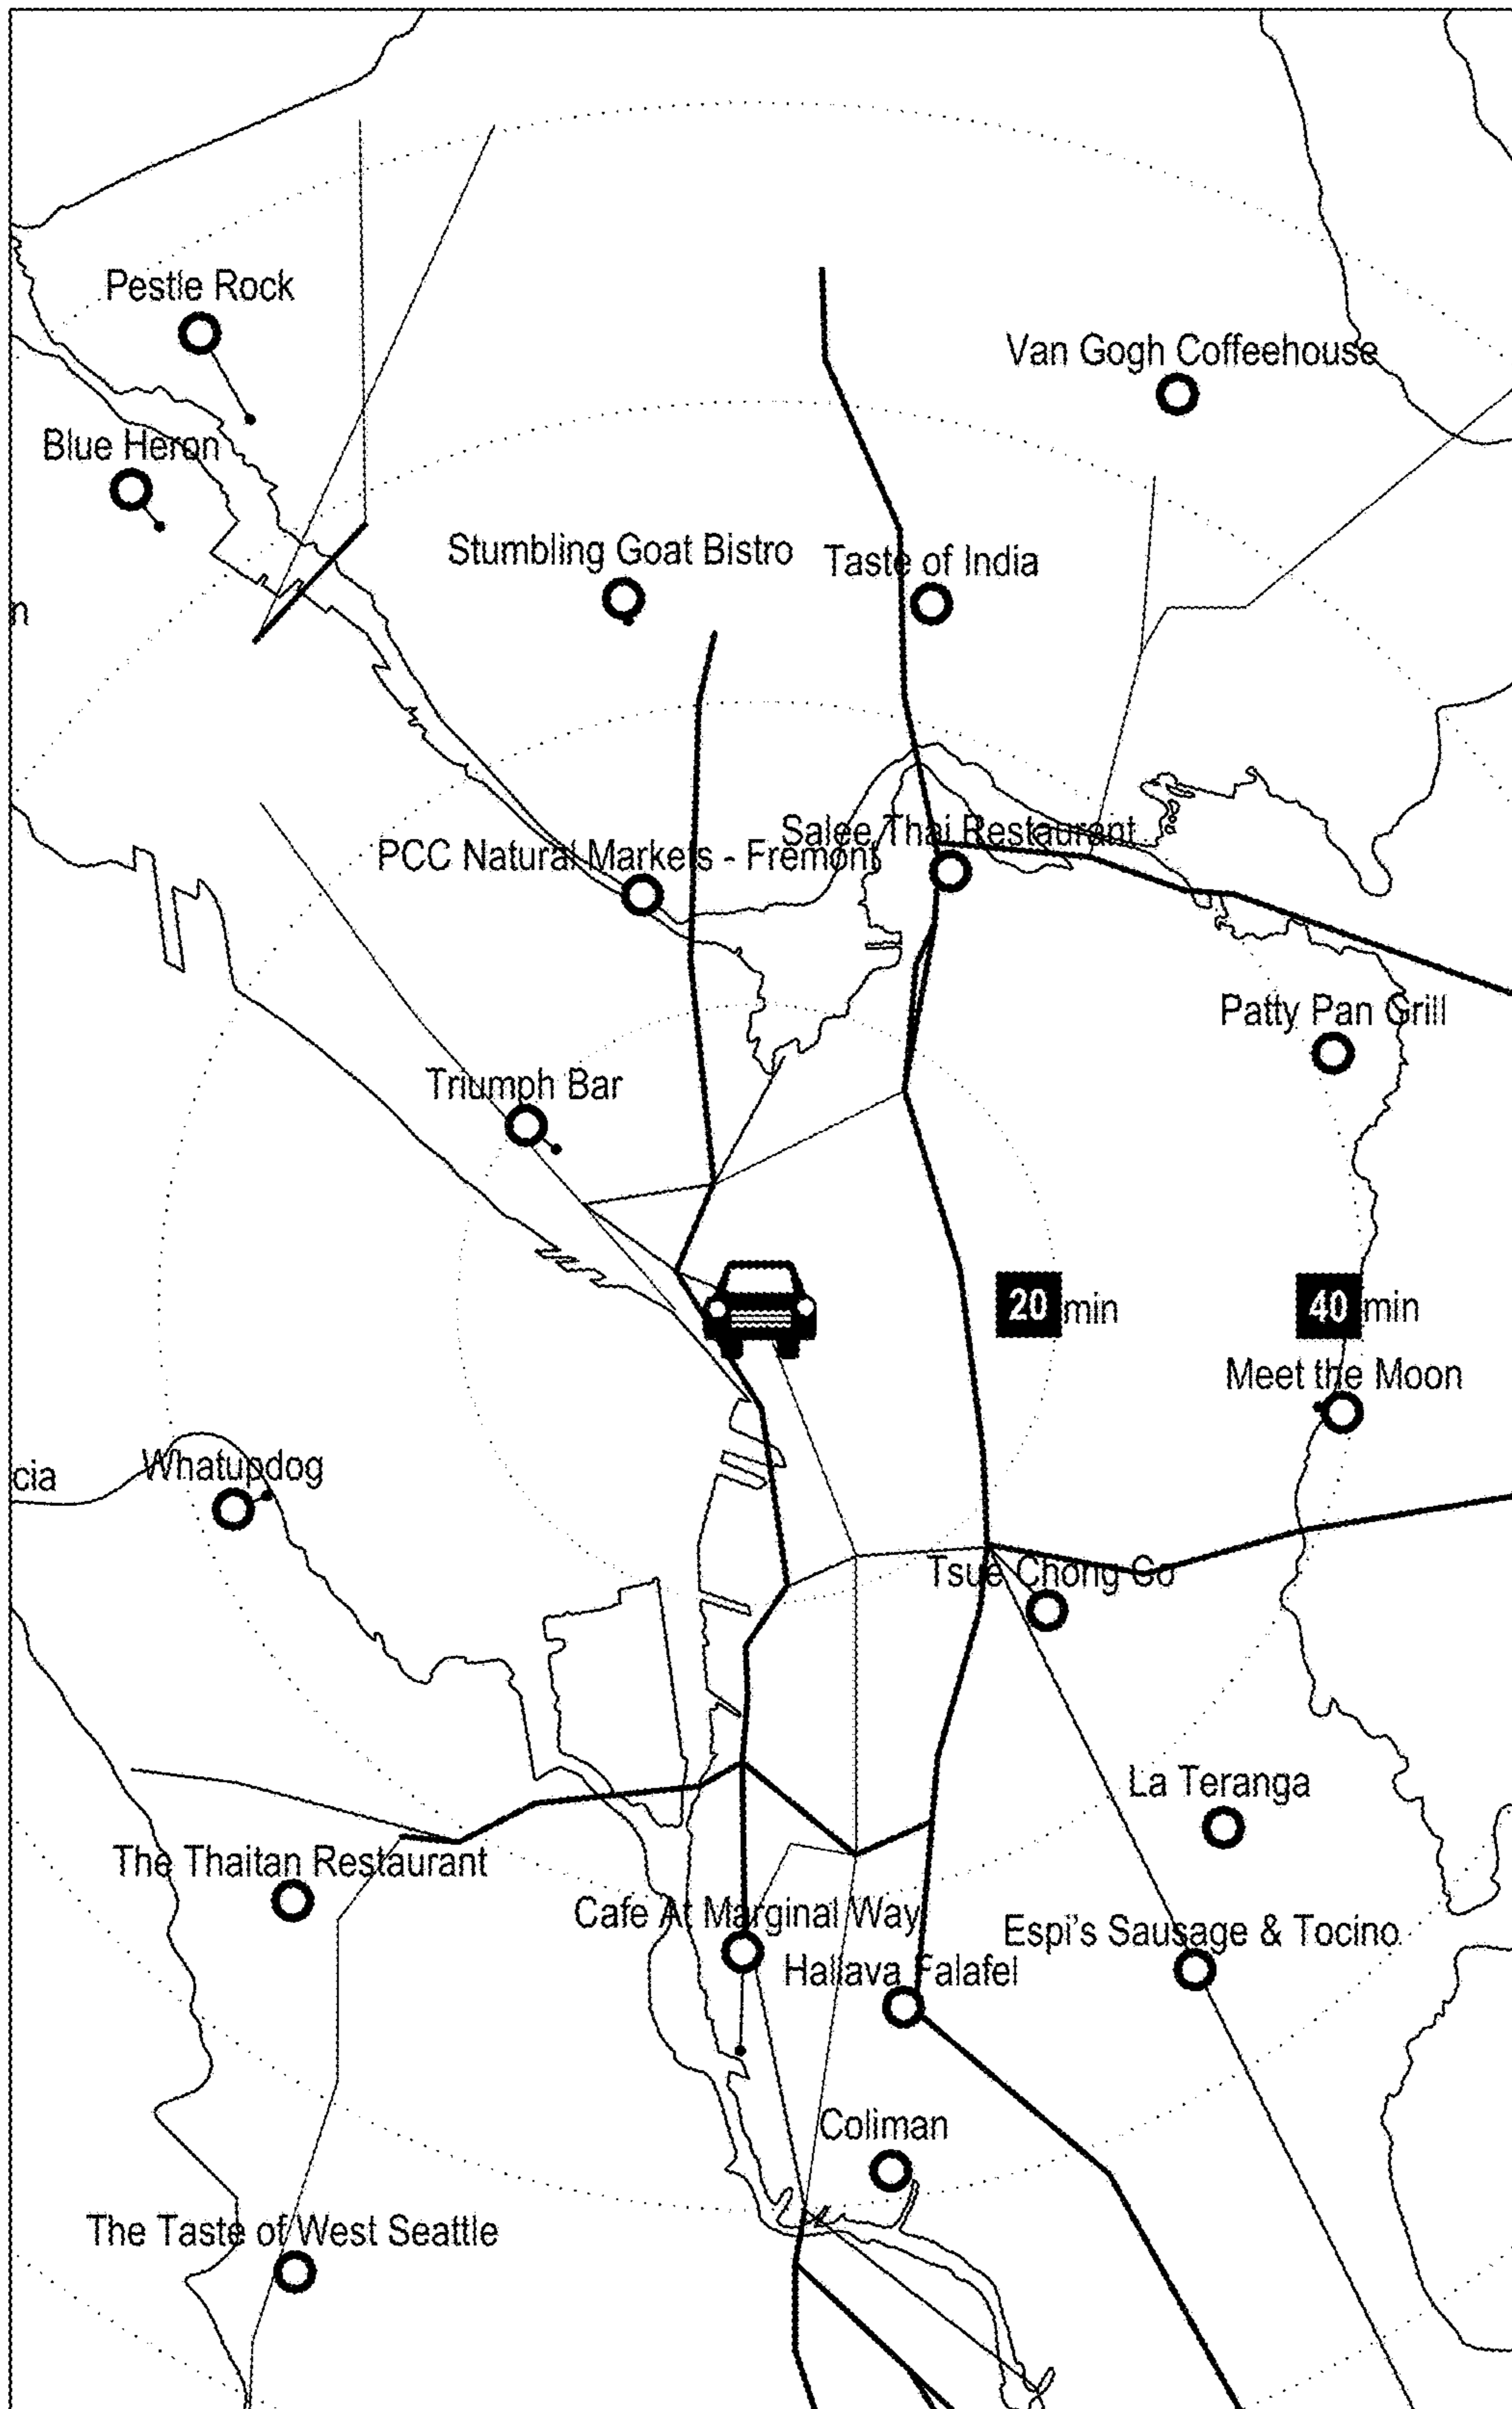 Pestle Rock
Van Gogh Coffeehouse
Blue Heron
Stumbling Goat Bistro
Taste of India
n
Salee Thai Restaurant
PCC Natural Markets - Fremont
Patty Pan Grill
Triumph Bar
20 min
40 min
Meet the Moon
Whatupdog
cia
Tsue Chong Co
La Teranga
The Thaitan Restaurant
Cafe At Marginal Way
Espi's Sausage & Tocino
Hallava Falafel
Coliman
The Taste of West Seattle